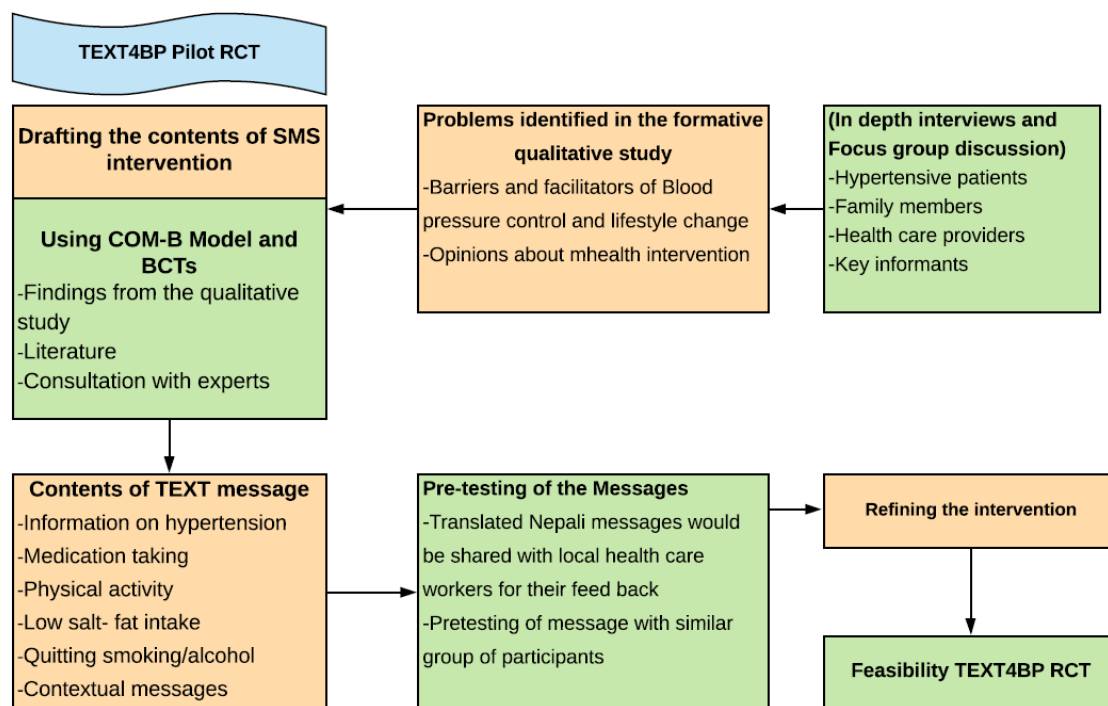 TEXT4BP Pilot RCT
Drafting the contents of SMS
intervention
Using COM-B Model and
BCTs
-Findings from the qualitative
study
-Literature
-Consultation with experts
Problems identified in the formative
qualitative study
-Barriers and facilitators of Blood
pressure control and lifestyle change
-Opinions about mhealth intervention
(In depth interviews and
Focus group discussion)
-Hypertensive patients
-Family members
-Health care providers
-Key informants
Contents of TEXT message
-Information on hypertension
-Medication taking
-Physical activity
-Low salt- fat intake
-Quitting smoking/alcohol
-Contextual messages
Pre-testing of the Messages
-Translated Nepali messages would
be shared with local health care
workers for their feed back
-Pretesting of message with similar
group of participants
Refining the intervention
Feasibility TEXT4BP RCT